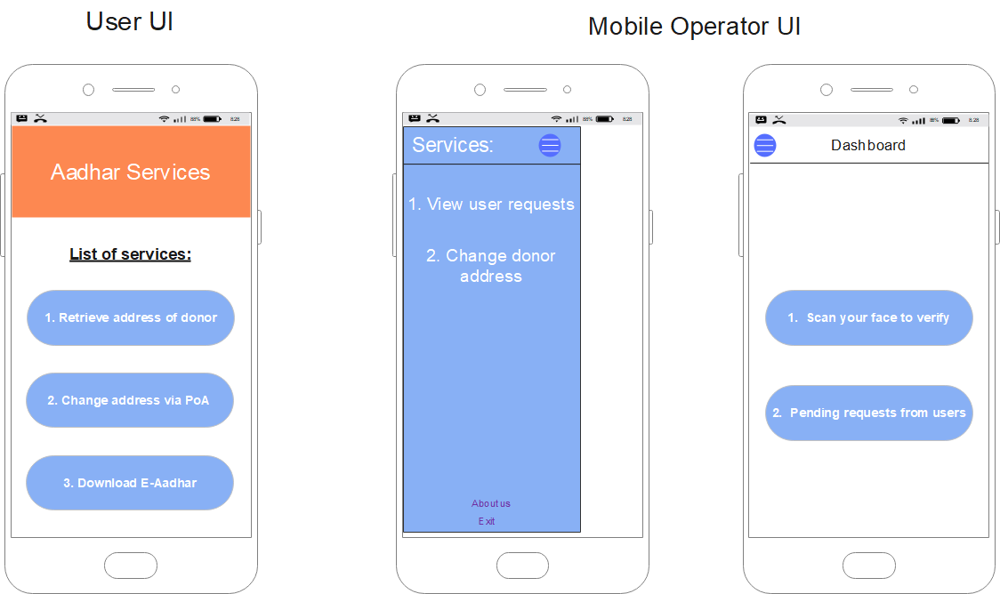 User UI
Mobile Operator UI
88%
8:28
Aadhar Services
List of services:
1. Retrieve address of donor
2. Change address via PoA
3. Download E-Aadhar
88%
8:28
Services:
1. View user requests
2. Change donor
address
About us
Exit
88%
8:28
Dashboard
1. Scan your face to verify
2. Pending requests from users